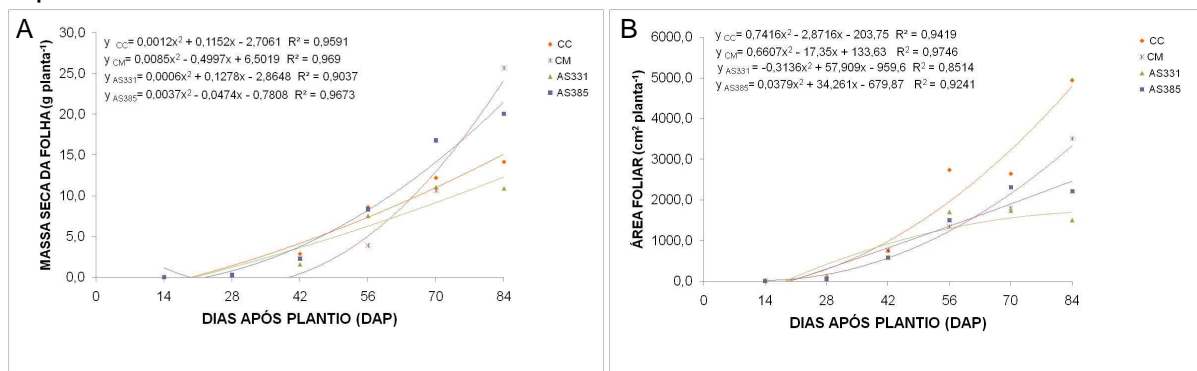 A
y CC= 0,0012x² + 0,1152x - 2,7061 R² = 0,9591
y CM= 0,0085x² - 0,4997x + 6,5019 R² = 0,969
y AS331= 0,0006x² + 0,1278x - 2,8648 R² = 0,9037
y AS385= 0,0037x² - 0,0474x - 0,7808 R² = 0,9673
CC
CM
AS331
AS385
MASSA SECA DA FOLHA (g planta⁻¹)
30,0
25,0
20,0
15,0
10,0
5,0
0,0
0 14 28 42 56 70 84
DIAS APÓS PLANTIO (DAP)
B
y CC= 0,7416x² - 2,8716x - 203,75 R² = 0,9419
y CM= 0,6607x² - 17,35x + 133,63 R² = 0,9746
y AS331= -0,3136x² + 57,909x - 959,6 R² = 0,8514
y AS385= 0,0379x² + 34,261x - 679,87 R² = 0,9241
CC
CM
AS331
AS385
ÁREA FOLIAR (cm² planta⁻¹)
6000,0
5000,0
4000,0
3000,0
2000,0
1000,0
0,0
0 14 28 42 56 70 84
DIAS APÓS PLANTIO (DAP)